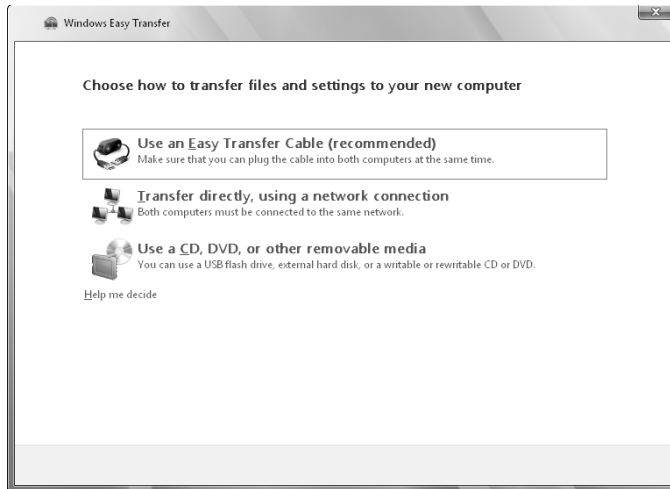 Windows Easy Transfer
Choose how to transfer files and settings to your new computer
Use an Easy Transfer Cable (recommended)
Make sure that you can plug the cable into both computers at the same time.
Transfer directly, using a network connection
Both computers must be connected to the same network.
Use a CD, DVD, or other removable media
You can use a USB flash drive, external hard disk, or a writable or rewritable CD or DVD.
Help me decide